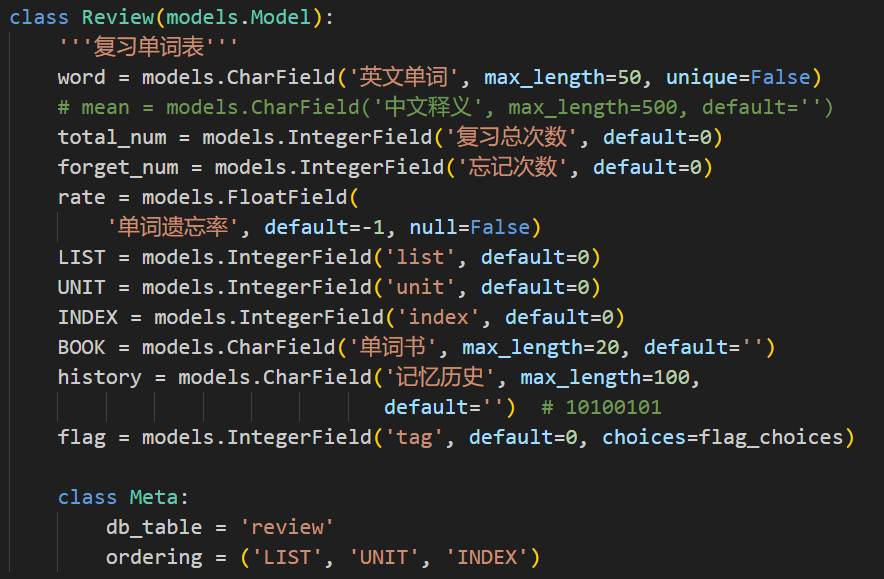 class Review(models.Model):
    '''复习单词表'''
    word = models.CharField('英文单词', max_length=50, unique=False)
    # mean = models.CharField('中文释义', max_length=500, default='')
    total_num = models.IntegerField('复习总次数', default=0)
    forget_num = models.IntegerField('忘记次数', default=0)
    rate = models.FloatField(
        '单词遗忘率', default=-1, null=False)
    LIST = models.IntegerField('list', default=0)
    UNIT = models.IntegerField('unit', default=0)
    INDEX = models.IntegerField('index', default=0)
    BOOK = models.CharField('单词书', max_length=20, default='')
    history = models.CharField('记忆历史', max_length=100,
                               default='')  # 10100101
    flag = models.IntegerField('tag', default=0, choices=flag_choices)

    class Meta:
        db_table = 'review'
        ordering = ('LIST', 'UNIT', 'INDEX')